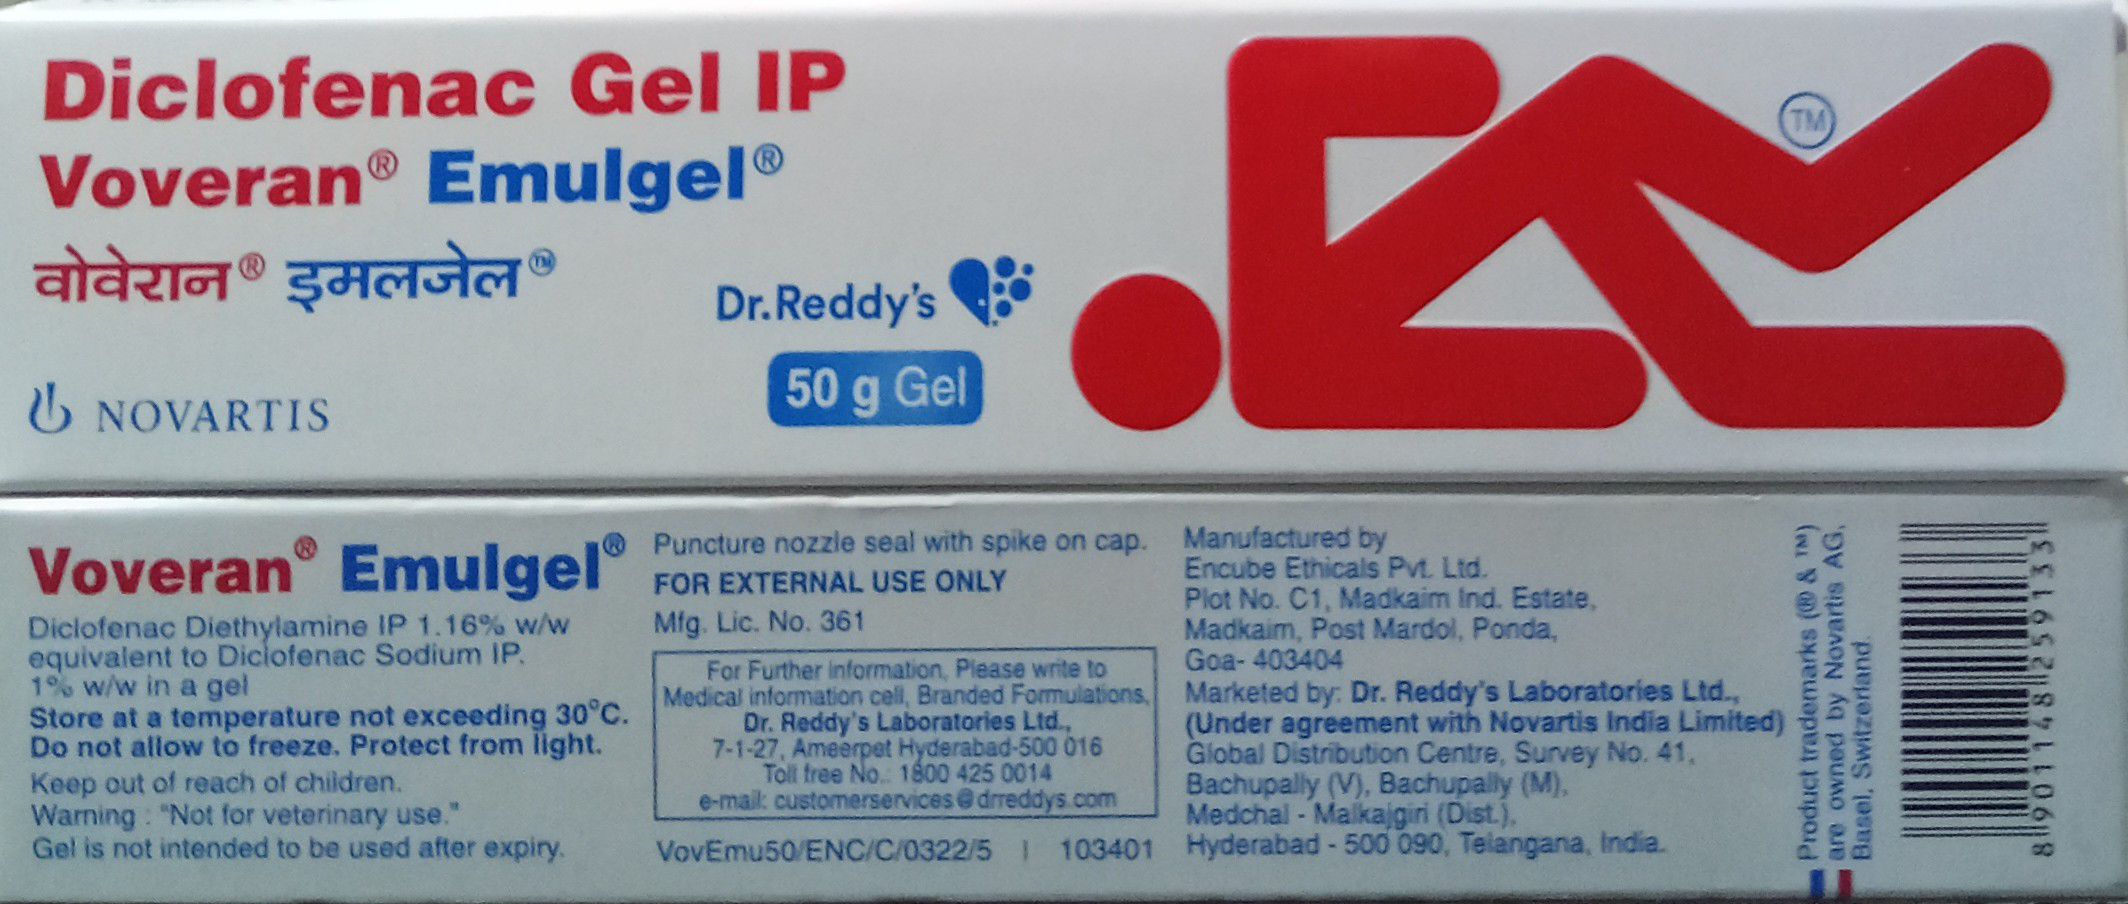 Diclofenac Gel IP
Voveran® Emulgel®
वोवेरान® इमलजेल™
Dr.Reddy's
50 g Gel
NOVARTIS
TM
Voveran® Emulgel®
Diclofenac Diethylamine IP 1.16% w/w
equivalent to Diclofenac Sodium IP.
1% w/w in a gel
Store at a temperature not exceeding 30°C.
Do not allow to freeze. Protect from light.
Keep out of reach of children.
Warning : "Not for veterinary use."
Gel is not intended to be used after expiry.
Puncture nozzle seal with spike on cap.
FOR EXTERNAL USE ONLY
Mfg. Lic. No. 361
For Further information, Please write to
Medical information cell, Branded Formulations,
Dr. Reddy's Laboratories Ltd.,
7-1-27, Ameerpet Hyderabad-500 016
Toll free No.: 1800 425 0014
e-mail: customerservices@drreddys.com
VovEmu50/ENC/C/0322/5 | 103401
Manufactured by
Encube Ethicals Pvt. Ltd.
Plot No. C1, Madkaim Ind. Estate,
Madkaim, Post Mardol, Ponda,
Goa- 403404
Marketed by: Dr. Reddy's Laboratories Ltd.,
(Under agreement with Novartis India Limited)
Global Distribution Centre, Survey No. 41,
Bachupally (V), Bachupally (M),
Medchal - Malkajgiri (Dist.),
Hyderabad - 500 090, Telangana, India.
Product trademarks (® & ™)
are owned by Novartis AG,
Basel, Switzerland.
8901148259133